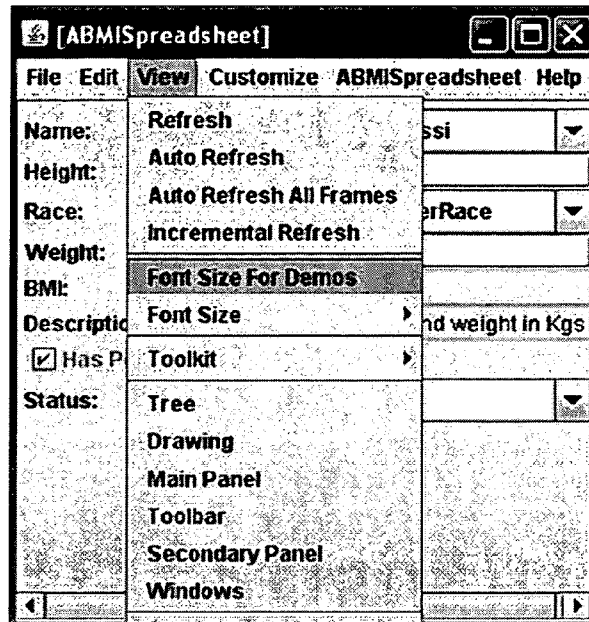 [ABMISpreadsheet]
File Edit View Customize ABMISpreadsheet Help
Name:
ssi
Height:
Race:
erRace
Weight:
BMI:
Descriptio
nd weight in Kgs
Has P
Status:
Refresh
Auto Refresh
Auto Refresh All Frames
Incremental Refresh
Font Size For Demos
Font Size
Toolkit
Tree
Drawing
Main Panel
Toolbar
Secondary Panel
Windows